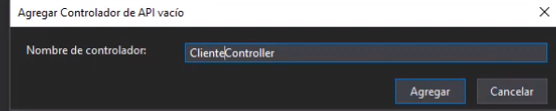 Agregar Controlador de API vacío
Nombre de controlador:
ClienteController
Agregar
Cancelar